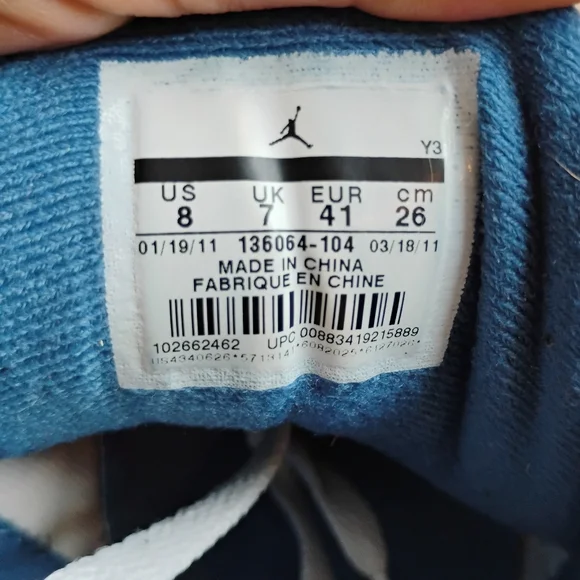 Y3
US UK EUR cm
8 7 41 26
01/19/11 136064-104 03/18/11
MADE IN CHINA
FABRIQUE EN CHINE
102662462 UPC 00883419215889